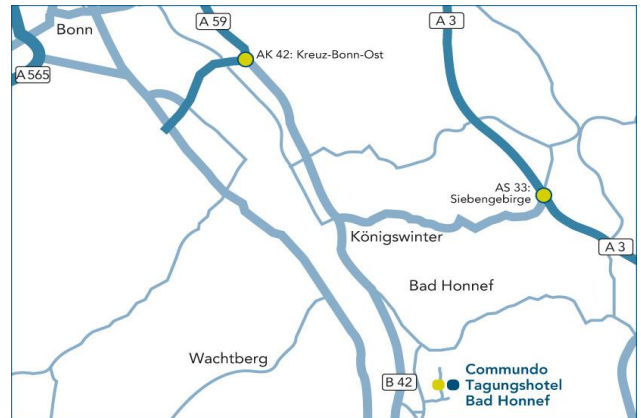 A 59
A 3
Bonn
AK 42: Kreuz-Bonn-Ost
A 565
AS 33:
Siebengebirge
Königswinter
A 3
Bad Honnef
Wachtberg
B 42
Commundo
Tagungshotel
Bad Honnef